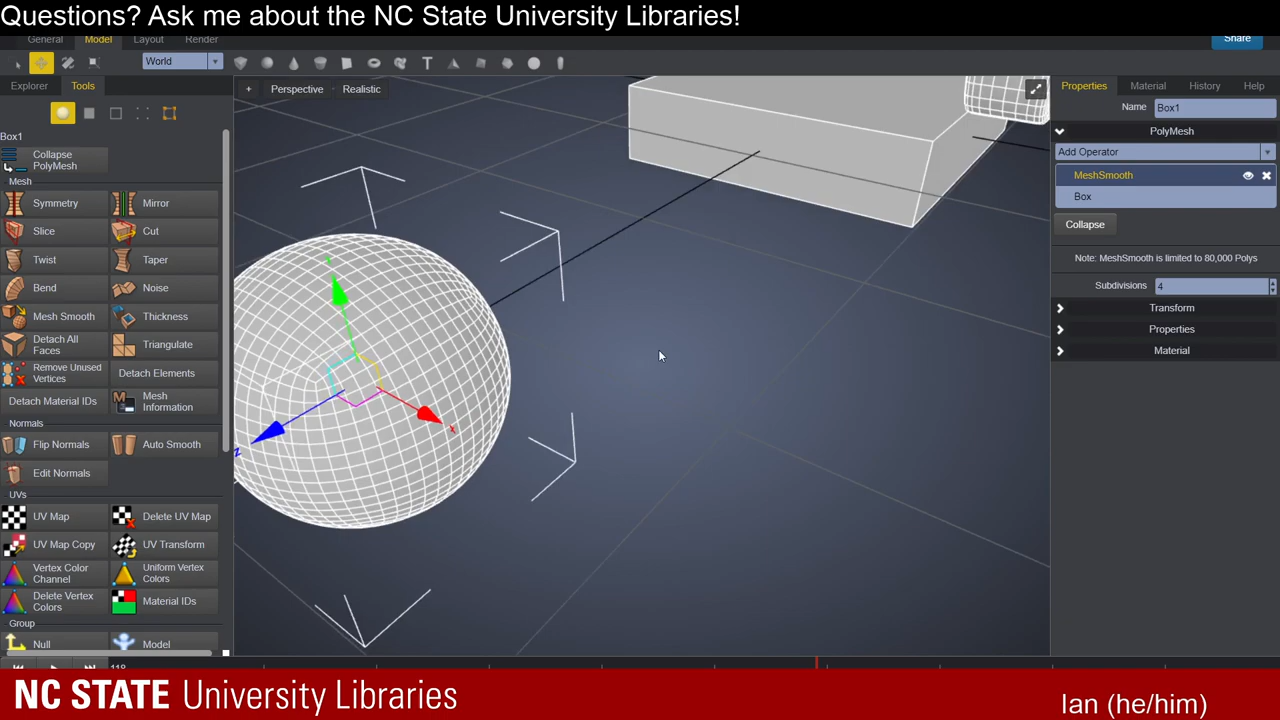 Questions? Ask me about the NC State University Libraries!
General Model Layout Render Share
World
Explorer Tools
+ Perspective Realistic
Properties Material History Help
Box1
Name Box1
PolyMesh
Add Operator
MeshSmooth
Box
Collapse
Note: MeshSmooth is limited to 80,000 Polys
Subdivisions 4
Transform
Properties
Material
Collapse
PolyMesh
Mesh
Symmetry Mirror
Slice Cut
Twist Taper
Bend Noise
Mesh Smooth Thickness
Detach All
Faces
Triangulate
Remove Unused
Vertices
Detach Elements
Detach Material IDs
Mesh
Information
Normals
Flip Normals Auto Smooth
Edit Normals
UVs
UV Map Delete UV Map
UV Map Copy UV Transform
Vertex Color
Channel
Uniform Vertex
Colors
Delete Vertex
Colors
Material IDs
Group
Null Model
Y
x
z
118
NC STATE University Libraries
Ian (he/him)